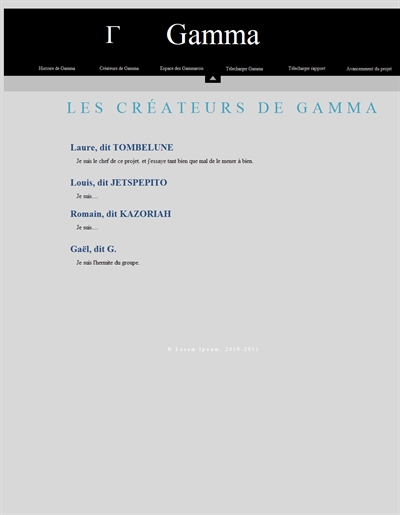 Γ Gamma
Histoire de Gamma Créateurs de Gamma Espace des Gammarois Télécharger Gamma Télécharger rapport Avancement du projet
LES CRÉATEURS DE GAMMA
Laure, dit TOMBELUNE
Je suis le chef de ce projet. et j'essaye tant bien que mal de le mener à bien.
Louis, dit JETSPEPITO
Je suis....
Romain, dit KAZORIAH
Je suis....
Gaël, dit G.
Je suis l'hermite du groupe.
© Lorem Ipsum, 2010-2011